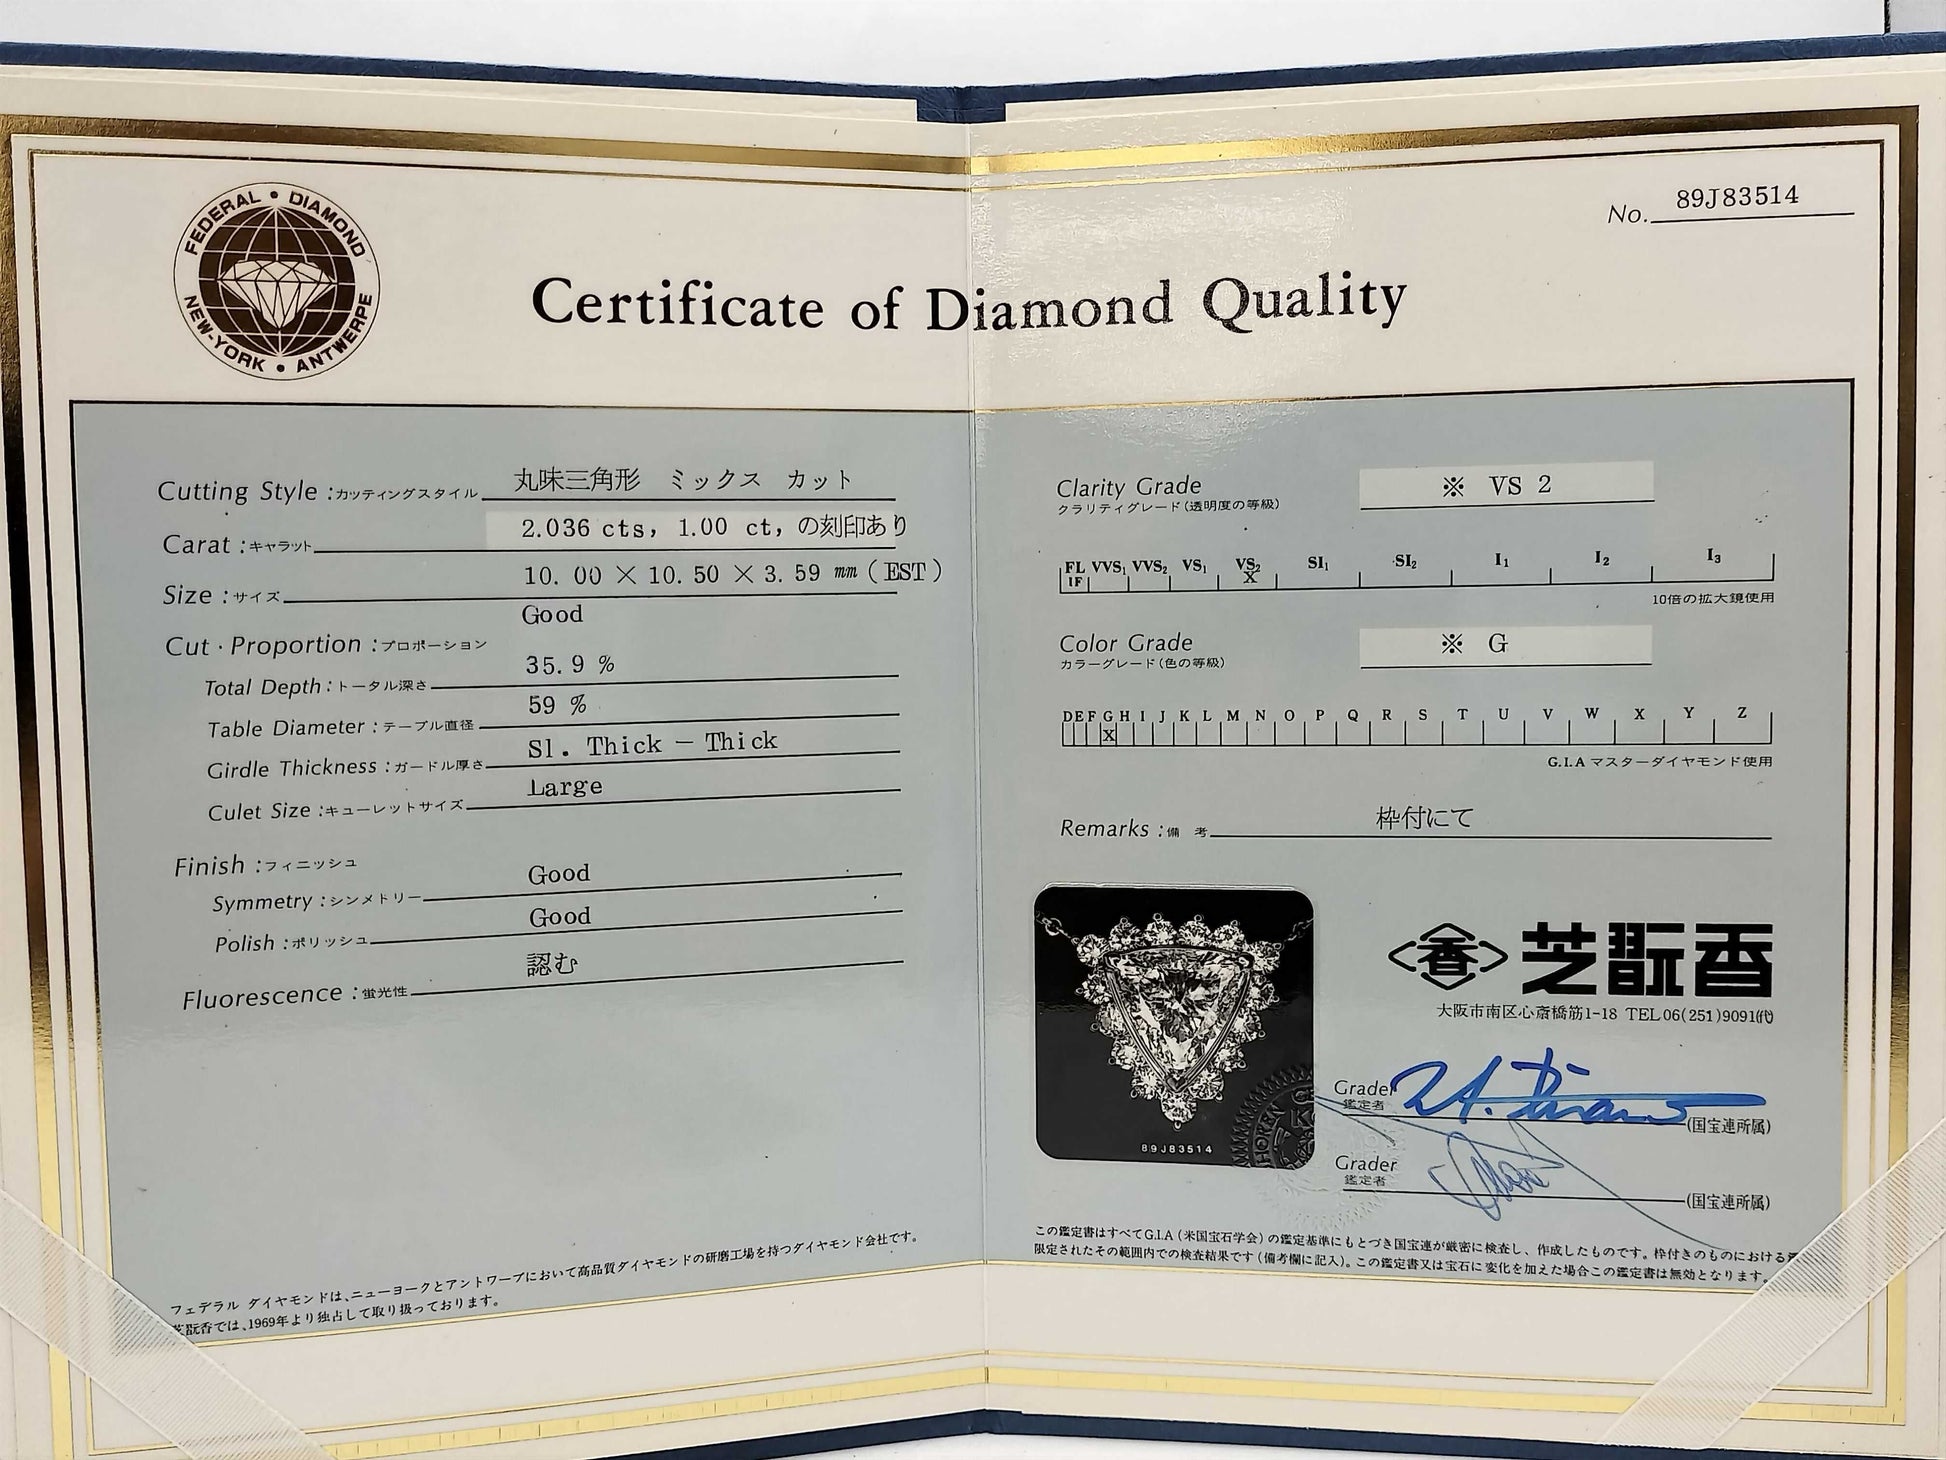 FEDERAL • DIAMOND
NEW-YORK • ANTWERPE
No. 89J83514
Certificate of Diamond Quality
Cutting Style :カッティングスタイル 丸味三角形 ミックス カット
Carat :キャラット 2.036 cts, 1.00 ct, の刻印あり
Size :サイズ 10.00 × 10.50 × 3.59 mm (EST)
Cut · Proportion :プロポーション Good
Total Depth :トータル深さ 35.9 %
Table Diameter :テーブル直径 59 %
Girdle Thickness :ガードル厚さ Sl. Thick − Thick
Culet Size :キューレットサイズ Large
Finish :フィニッシュ
Symmetry :シンメトリー Good
Polish :ポリッシュ Good
Fluorescence :蛍光性 認む
フェデラル ダイヤモンドは、ニューヨークとアントワープにおいて高品質ダイヤモンドの研磨工場を持つダイヤモンド会社です。
芝翫香では、1969年より独占して取り扱っております。
Clarity Grade ※ VS 2
クラリティグレード(透明度の等級)
FL VVS1 VVS2 VS1 VS2 SI1 SI2 I1 I2 I3
IF X
10倍の拡大鏡使用
Color Grade ※ G
カラーグレード(色の等級)
D E F G H I J K L M N O P Q R S T U V W X Y Z
X
G.I.A マスターダイヤモンド使用
Remarks :備 考 枠付にて
89J83514
香 芝翫香
大阪市南区心斎橋筋1-18 TEL 06(251)9091(代)
Grader
鑑定者 (国宝連所属)
Grader
鑑定者 (国宝連所属)
この鑑定書はすべてG.I.A(米国宝石学会)の鑑定基準にもとづき国宝連が厳密に検査し、作成したものです。枠付きのものにおける
限定されたその範囲内での検査結果です(備考欄に記入)。この鑑定書又は宝石に変化を加えた場合この鑑定書は無効となります。